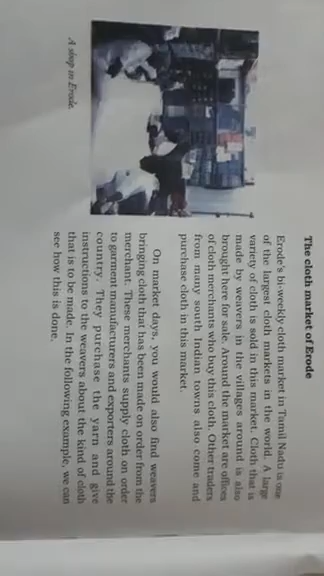 The cloth market of Erode
Erode's bi-weekly cloth market in Tamil Nadu is one
of the largest cloth markets in the world. A large
variety of cloth is sold in this market. Cloth that is
made by weavers in the villages around is also
brought here for sale. Around the market are offices
of cloth merchants who buy this cloth. Other traders
from many south Indian towns also come and
purchase cloth in this market.
On market days, you would also find weavers
bringing cloth that has been made on order from the
merchant. These merchants supply cloth on order
to garment manufacturers and exporters around the
country. They purchase the yarn and give
instructions to the weavers about the kind of cloth
that is to be made. In the following example, we can
see how this is done.
A shop in Erode.